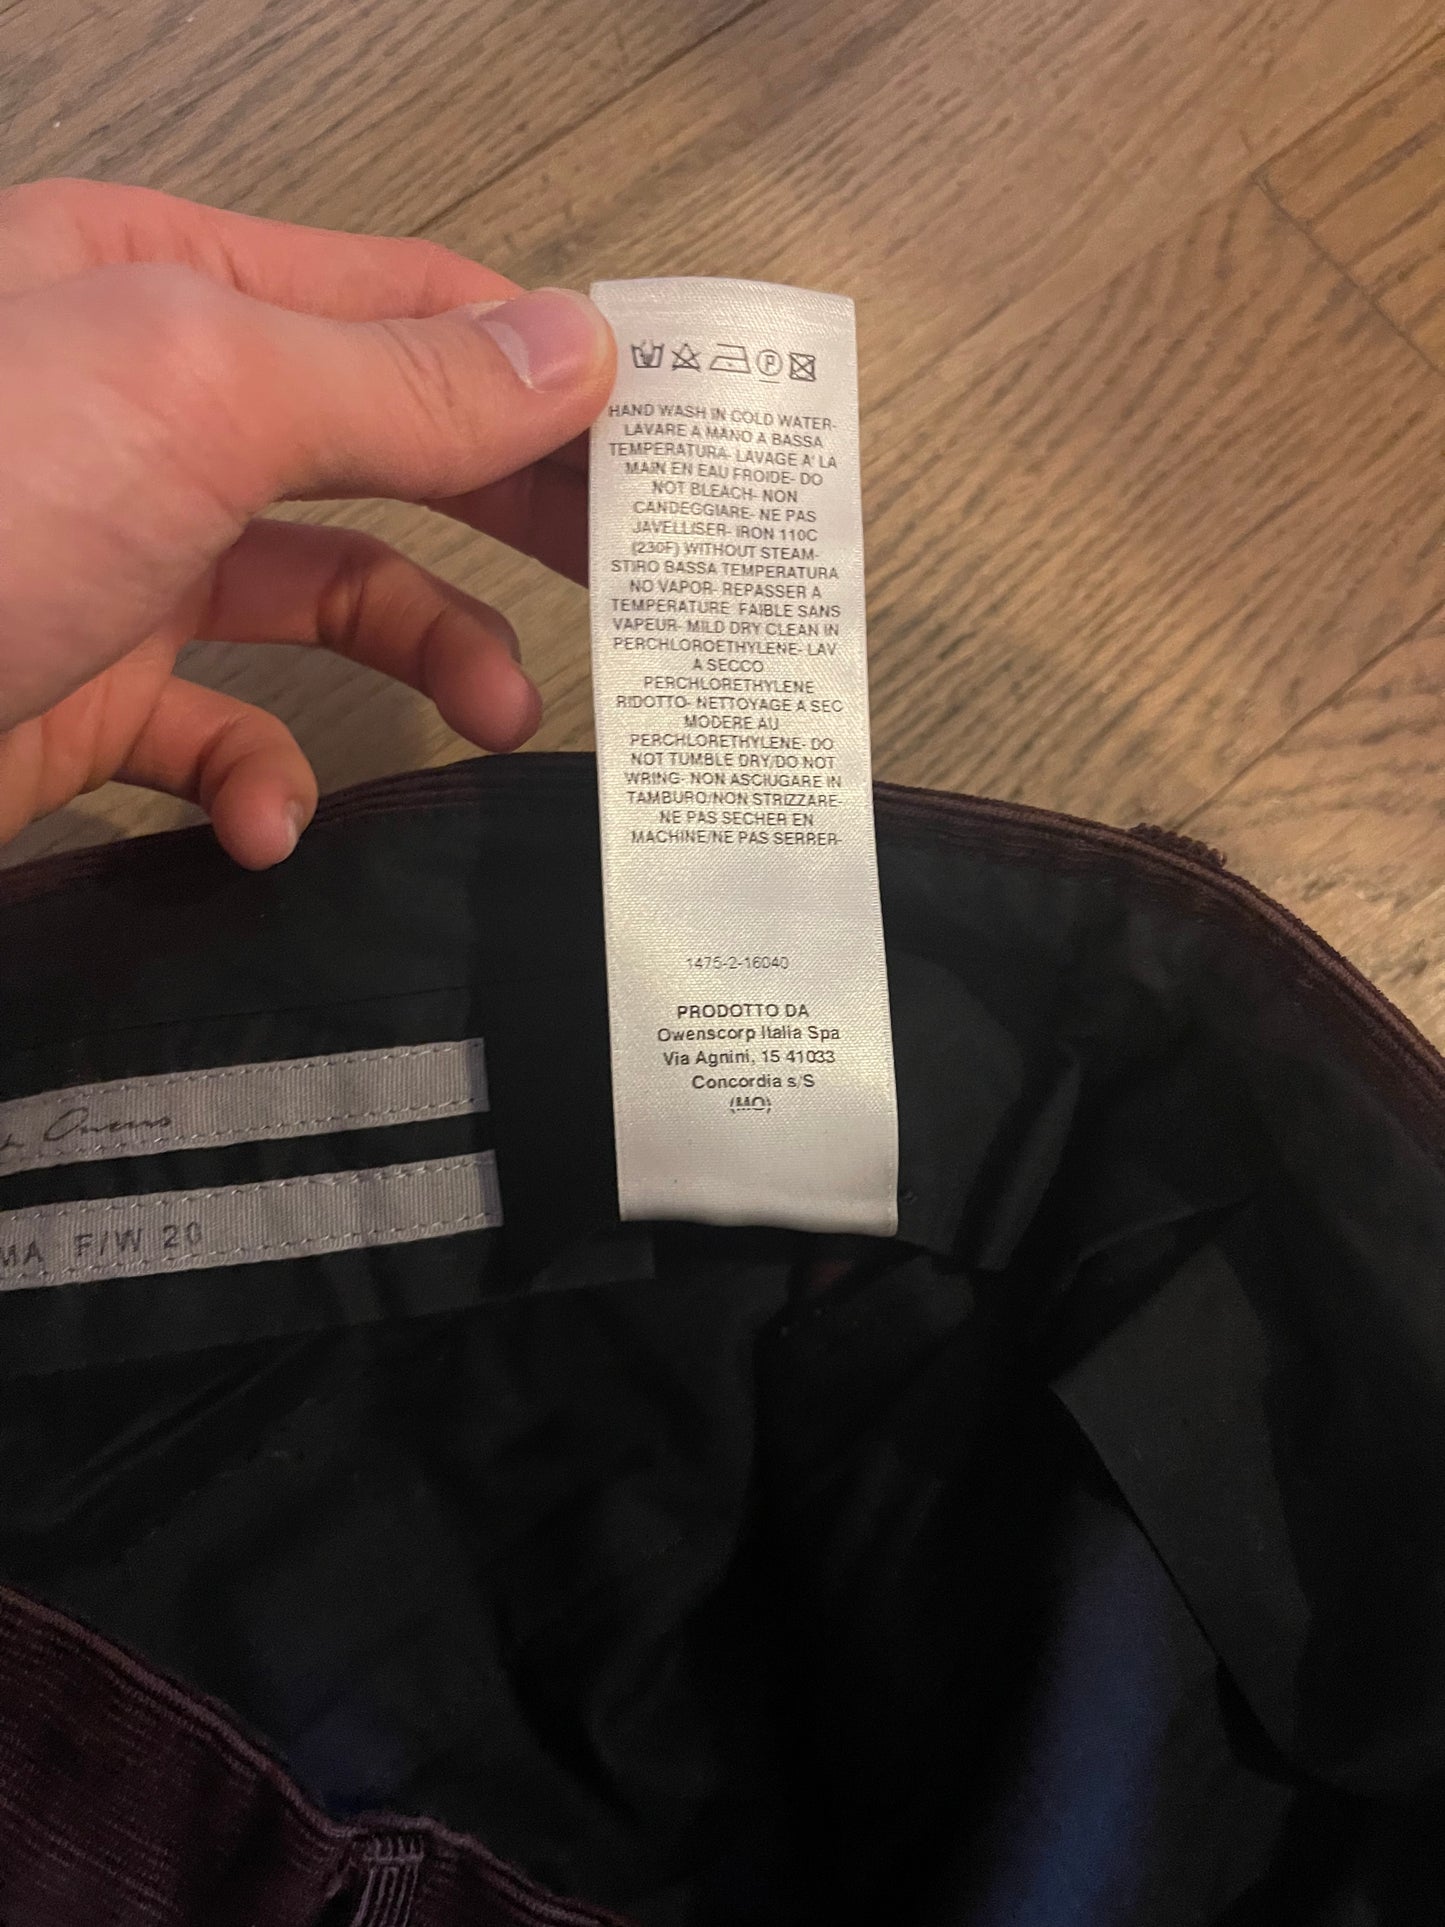 HAND WASH IN COLD WATER-
LAVARE A MANO A BASSA
TEMPERATURA- LAVAGE A' LA
MAIN EN EAU FROIDE- DO
NOT BLEACH- NON
CANDEGGIARE- NE PAS
JAVELLISER- IRON 110C
(230F) WITHOUT STEAM-
STIRO BASSA TEMPERATURA
NO VAPOR- REPASSER A
TEMPERATURE FAIBLE SANS
VAPEUR- MILD DRY CLEAN IN
PERCHLOROETHYLENE- LAV.
A SECCO
PERCHLORETHYLENE
RIDOTTO- NETTOYAGE A SEC
MODERE AU
PERCHLORETHYLENE- DO
NOT TUMBLE DRY/DO NOT
WRING- NON ASCIUGARE IN
TAMBURO/NON STRIZZARE-
NE PAS SECHER EN
MACHINE/NE PAS SERRER-
1475-2-16040
PRODOTTO DA
Owenscorp Italia Spa
Via Agnini, 15 41033
Concordia s/S
(MO)
Owens
MA F/W 20